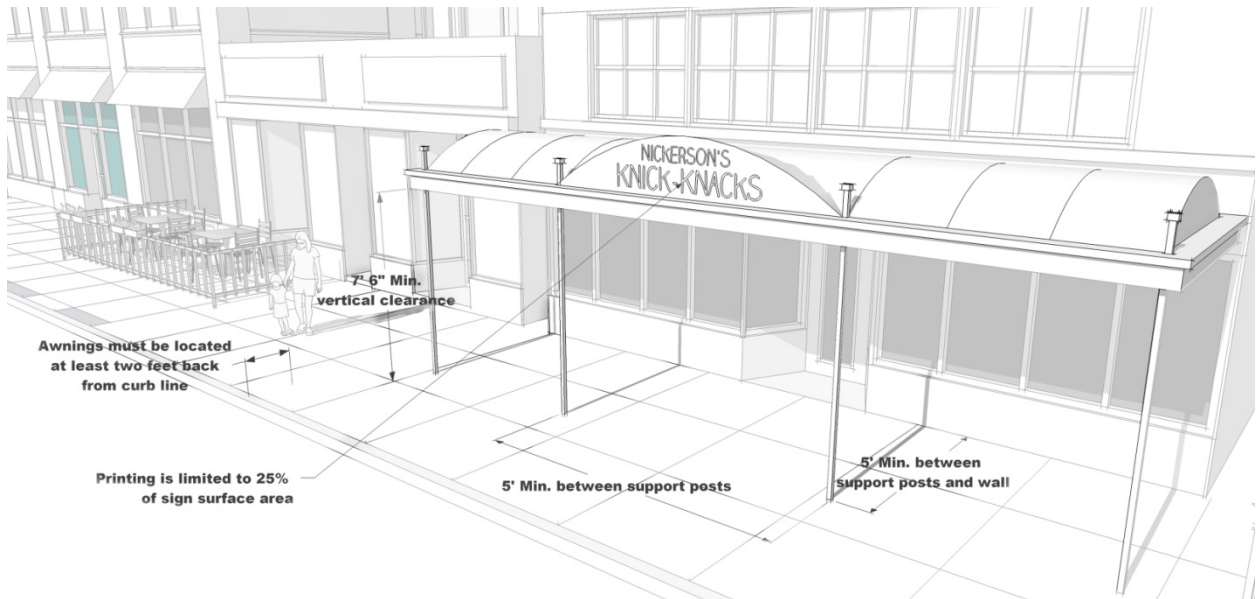 NICKERSON'S
KNICK-KNACKS
7' 6" Min.
vertical clearance
Awnings must be located
at least two feet back
from curb line
Printing is limited to 25%
of sign surface area
5' Min. between support posts
5' Min. between
support posts and wall